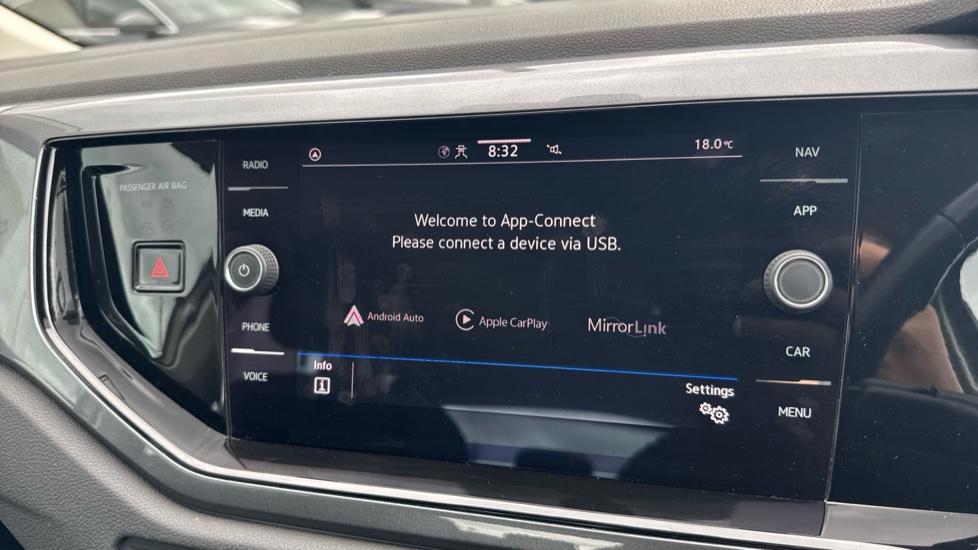 PASSENGER AIR BAG
RADIO
MEDIA
PHONE
VOICE
8:32
18.0°C
Welcome to App-Connect
Please connect a device via USB.
Android Auto
Apple CarPlay
MirrorLink
Info
Settings
NAV
APP
CAR
MENU